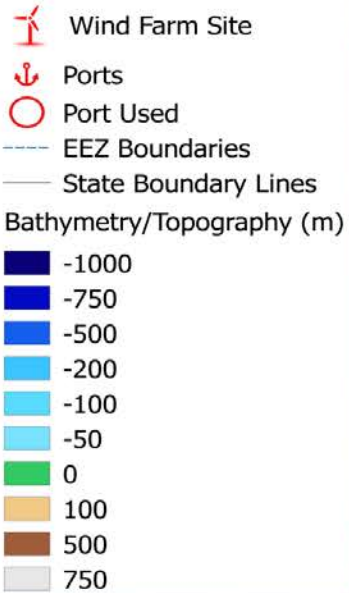 Wind Farm Site
Ports
Port Used
EEZ Boundaries
State Boundary Lines
Bathymetry/Topography (m)
-1000
-750
-500
-200
-100
-50
0
100
500
750